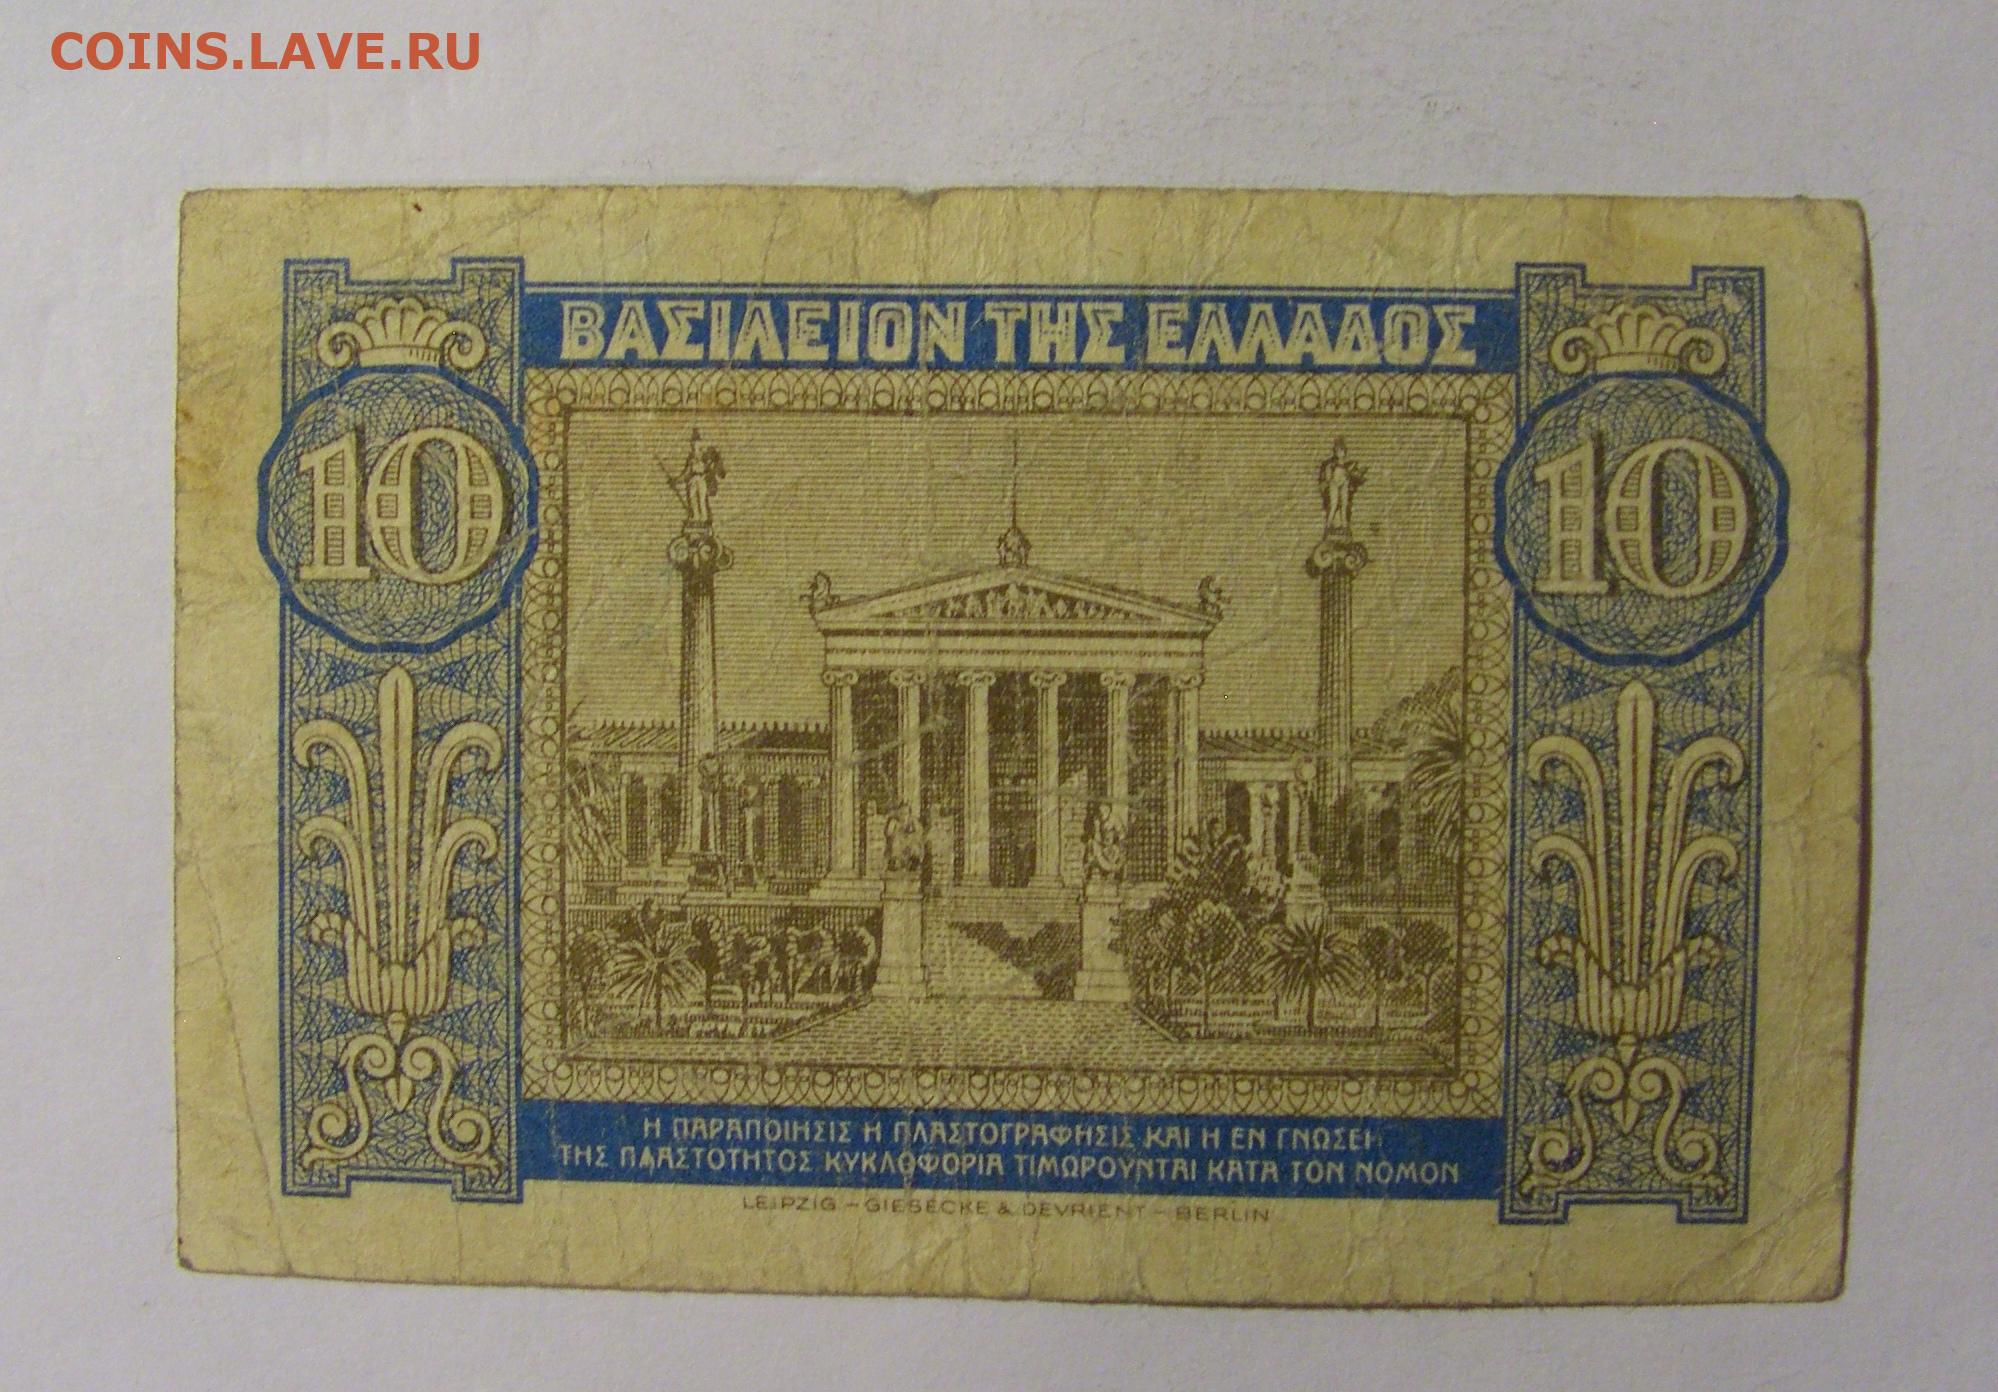 COINS.LAVE.RU
ΒΑΣΙΛΕΙΟΝ ΤΗΣ ΕΛΛΑΔΟΣ
10 10
Η ΠΑΡΑΠΟΙΗΣΙΣ Η ΠΛΑΣΤΟΓΡΑΦΗΣΙΣ ΚΑΙ Η ΕΝ ΓΝΩΣΕΙ
ΤΗΣ ΠΛΑΣΤΟΤΗΤΟΣ ΚΥΚΛΟΦΟΡΙΑ ΤΙΜΩΡΟΥΝΤΑΙ ΚΑΤΑ ΤΟΝ ΝΟΜΟΝ
LEIPZIG – GIESECKE & DEVRIENT – BERLIN